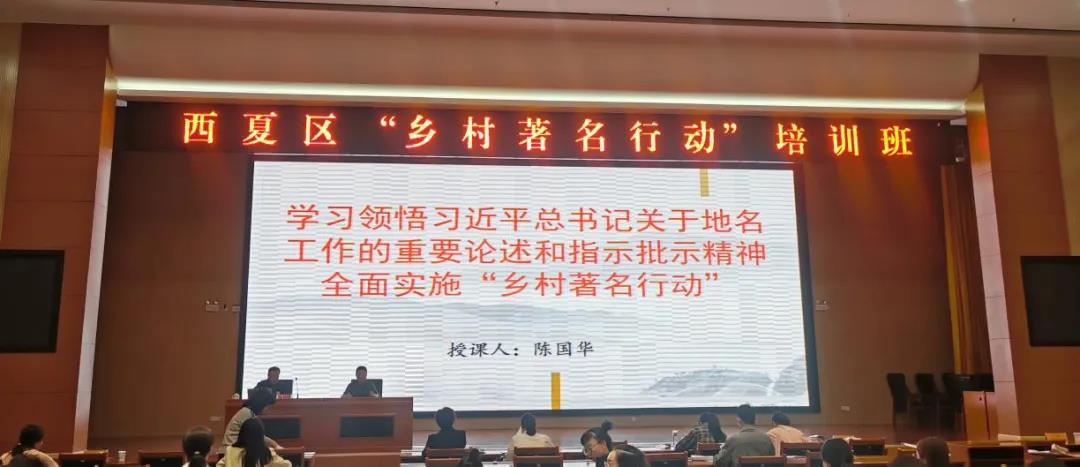 西夏区“乡村著名行动”培训班
学习领悟习近平总书记关于地名
工作的重要论述和指示批示精神
全面实施“乡村著名行动”
授课人：陈国华